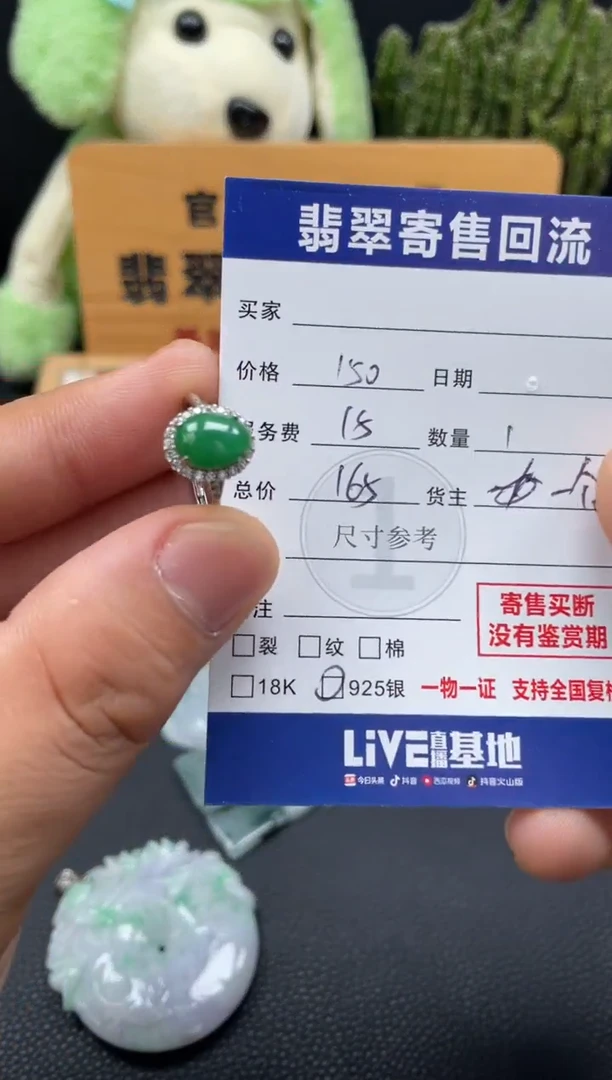 官
翡翠
翡翠寄售回流
买家
价格 150 日期
务费 15 数量 1
总价 165 货主
尺寸参考
注
寄售买断
没有鉴赏期
裂 纹 棉
18K 925银 一物一证 支持全国复检
LiVE直播基地
今日头条 抖音 西瓜视频 抖音火山版